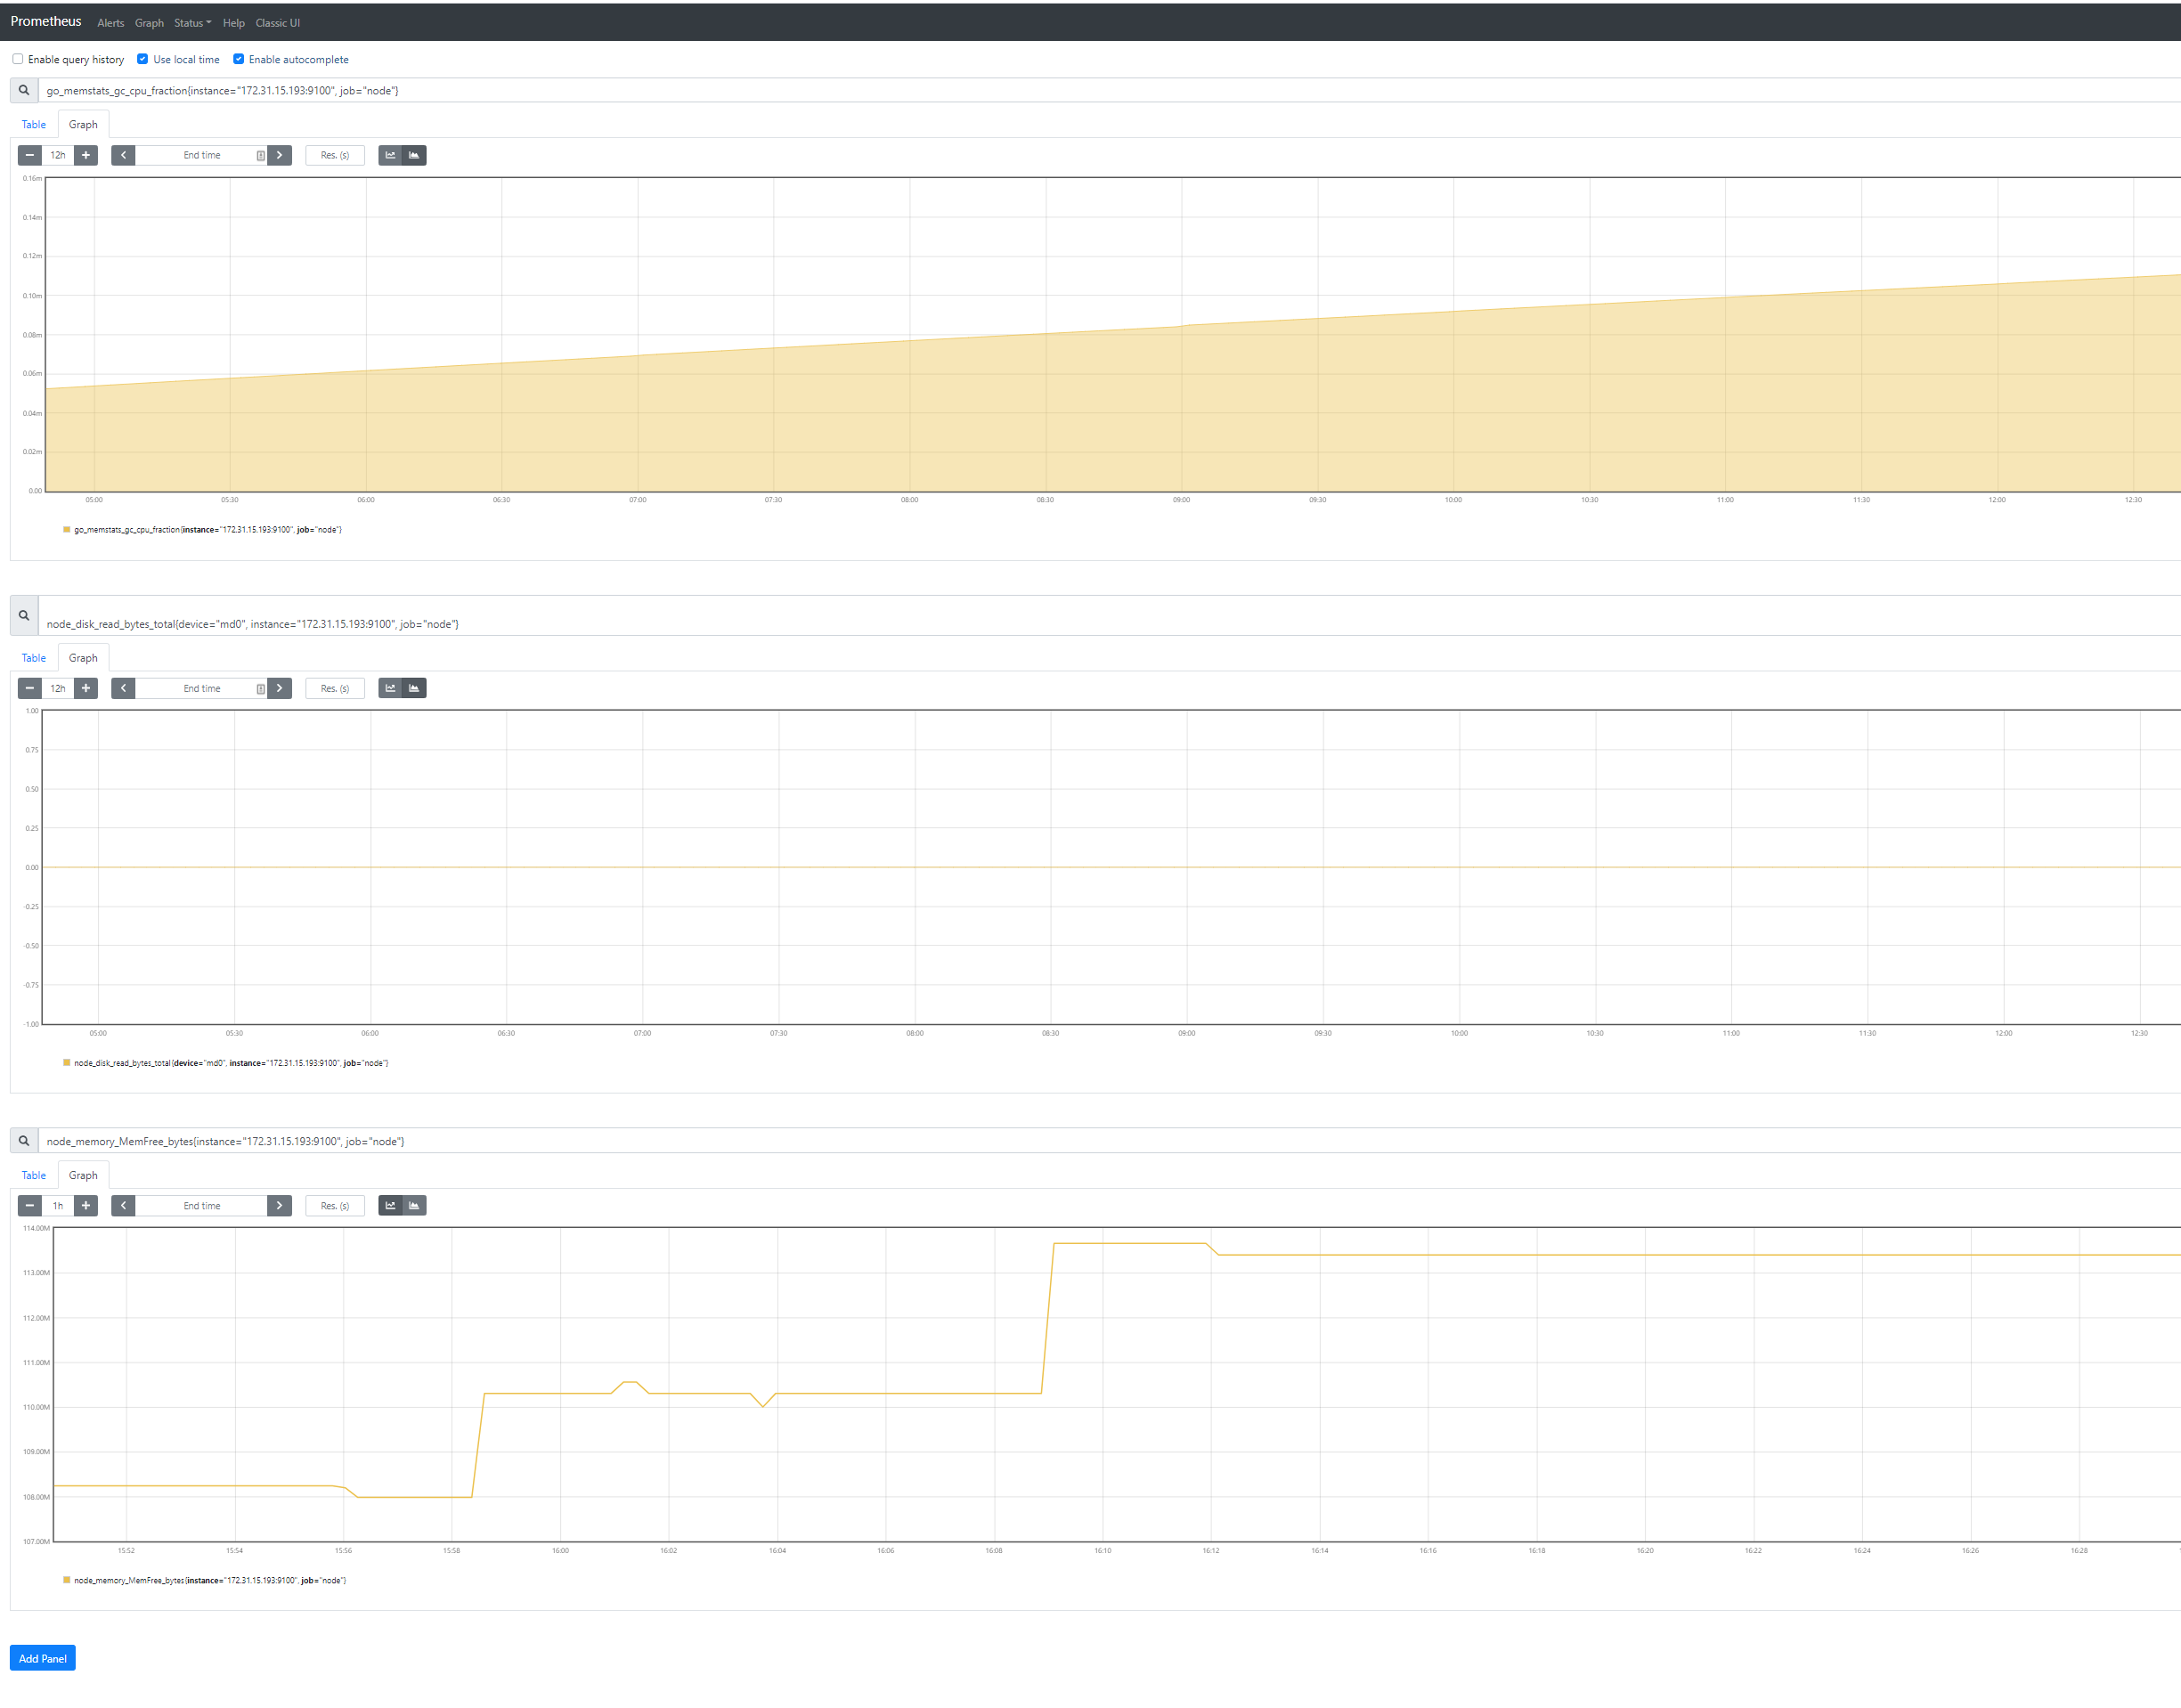 Prometheus Alerts Graph Status Help Classic UI
Enable query history Use local time Enable autocomplete
go_memstats_gc_cpu_fraction{instance="172.31.15.193:9100", job="node"}
Table Graph
12h End time Res. (s)
0.16m
0.14m
0.12m
0.10m
0.08m
0.06m
0.04m
0.02m
0.00
05:00 05:30 06:00 06:30 07:00 07:30 08:00 08:30 09:00 09:30 10:00 10:30 11:00 11:30 12:00 12:30
go_memstats_gc_cpu_fraction{instance="172.31.15.193:9100", job="node"}
node_disk_read_bytes_total{device="md0", instance="172.31.15.193:9100", job="node"}
Table Graph
12h End time Res. (s)
1.00
0.75
0.50
0.25
0.00
-0.25
-0.50
-0.75
-1.00
05:00 05:30 06:00 06:30 07:00 07:30 08:00 08:30 09:00 09:30 10:00 10:30 11:00 11:30 12:00 12:30
node_disk_read_bytes_total{device="md0", instance="172.31.15.193:9100", job="node"}
node_memory_MemFree_bytes{instance="172.31.15.193:9100", job="node"}
Table Graph
1h End time Res. (s)
114.00M
113.00M
112.00M
111.00M
110.00M
109.00M
108.00M
107.00M
15:52 15:54 15:56 15:58 16:00 16:02 16:04 16:06 16:08 16:10 16:12 16:14 16:16 16:18 16:20 16:22 16:24 16:26 16:28
node_memory_MemFree_bytes{instance="172.31.15.193:9100", job="node"}
Add Panel